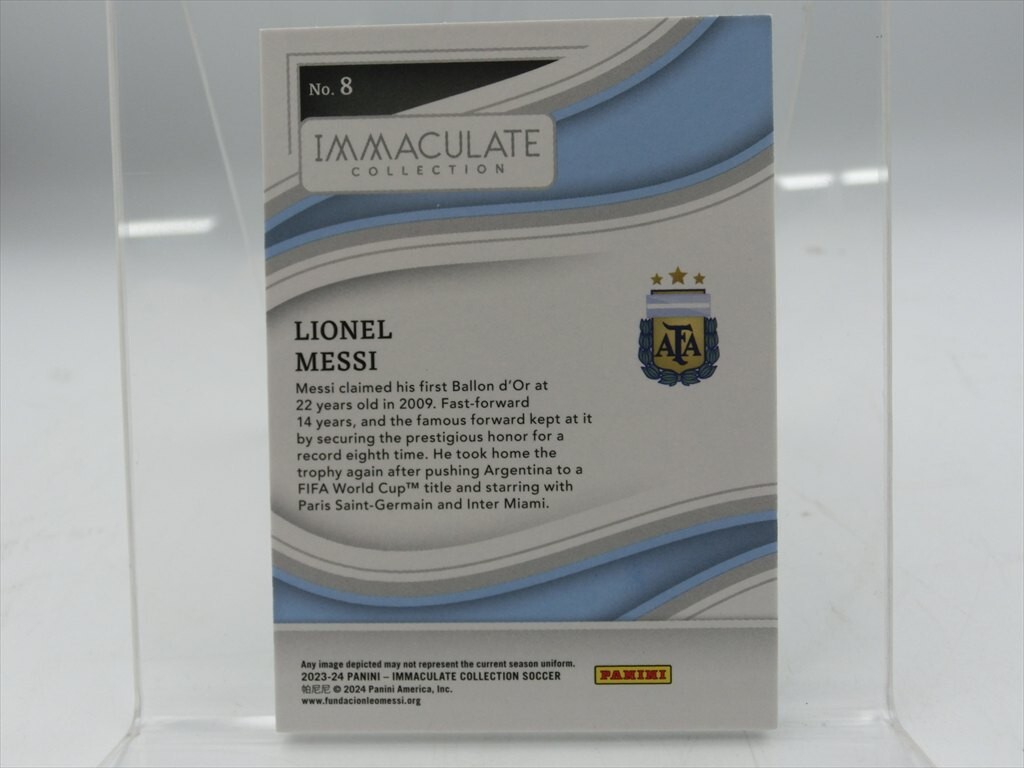 No. 8
IMMACULATE
COLLECTION
AFA
LIONEL
MESSI
Messi claimed his first Ballon d'Or at
22 years old in 2009. Fast-forward
14 years, and the famous forward kept at it
by securing the prestigious honor for a
record eighth time. He took home the
trophy again after pushing Argentina to a
FIFA World Cup™ title and starring with
Paris Saint-Germain and Inter Miami.
Any image depicted may not represent the current season uniform.
2023-24 PANINI – IMMACULATE COLLECTION SOCCER
帕尼尼 © 2024 Panini America, Inc.
www.fundacionleomessi.org
PANINI